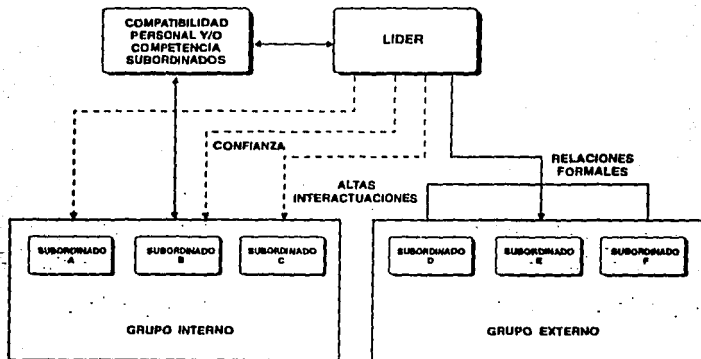 COMPATIBILIDAD
PERSONAL Y/O
COMPETENCIA
SUBORDINADOS
LIDER
CONFIANZA
ALTAS
INTERACTUACIONES
RELACIONES
FORMALES
SUBORDINADO
A
SUBORDINADO
B
SUBORDINADO
C
SUBORDINADO
D
SUBORDINADO
E
SUBORDINADO
F
GRUPO INTERNO
GRUPO EXTERNO